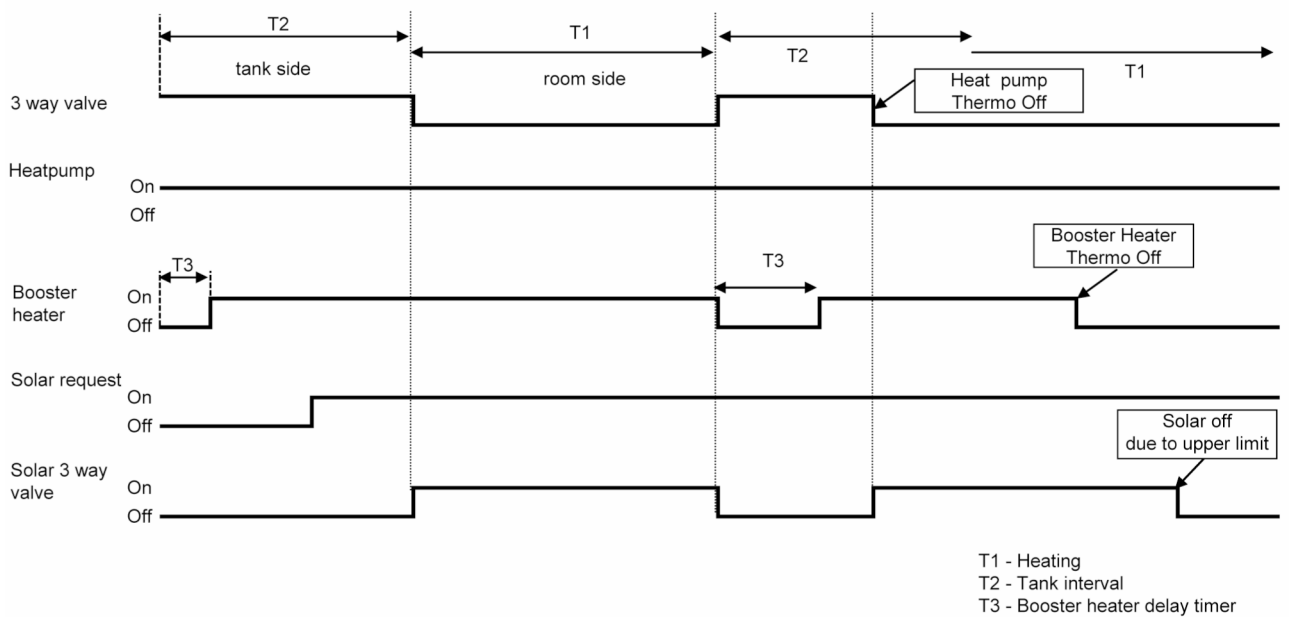 T2
T1
T2
T1
tank side
room side
Heat pump
Thermo Off
3 way valve
Heatpump
On
Off
Booster Heater
Thermo Off
T3
T3
Booster
heater
On
Off
Solar request
On
Off
Solar off
due to upper limit
Solar 3 way
valve
On
Off
T1 - Heating
T2 - Tank interval
T3 - Booster heater delay timer